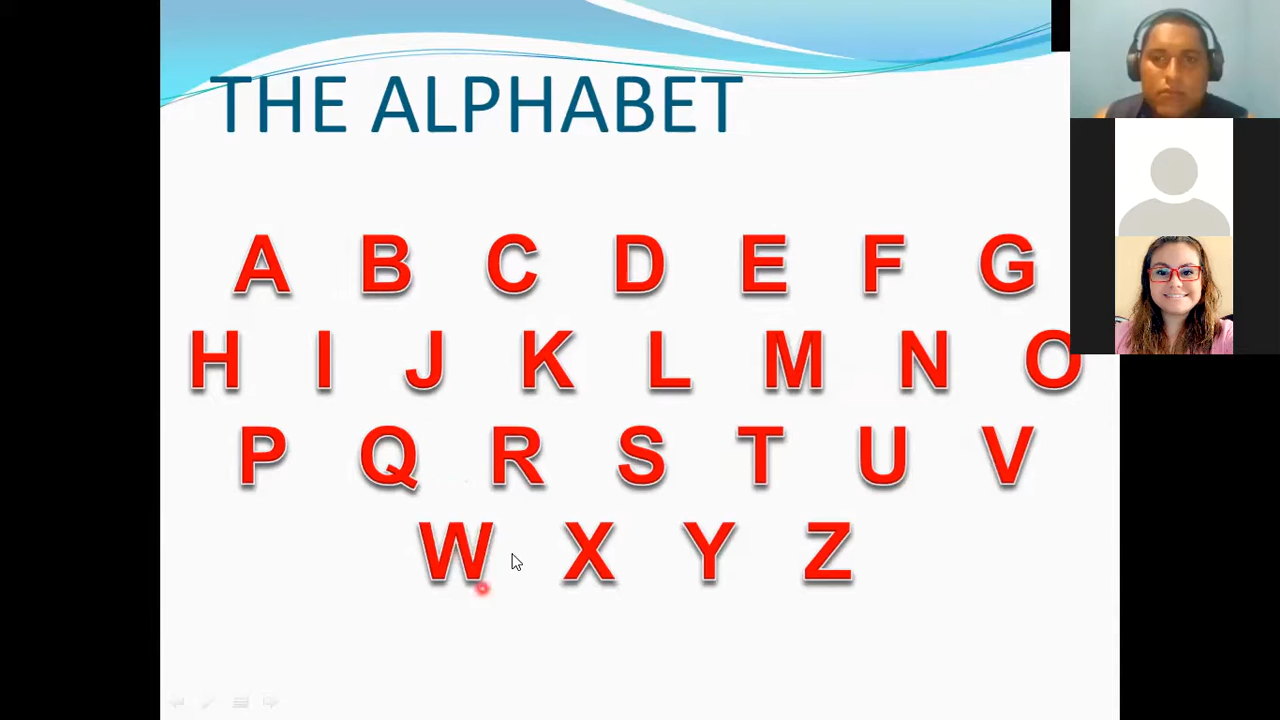 THE ALPHABET
A B C D E F G
H I J K L M N O
P Q R S T U V
W X Y Z